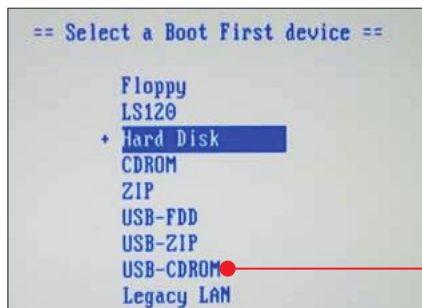 == Select a Boot First device ==
Floppy
LS120
+ Hard Disk
CDROM
ZIP
USB-FDD
USB-ZIP
USB-CDROM
Legacy LAN